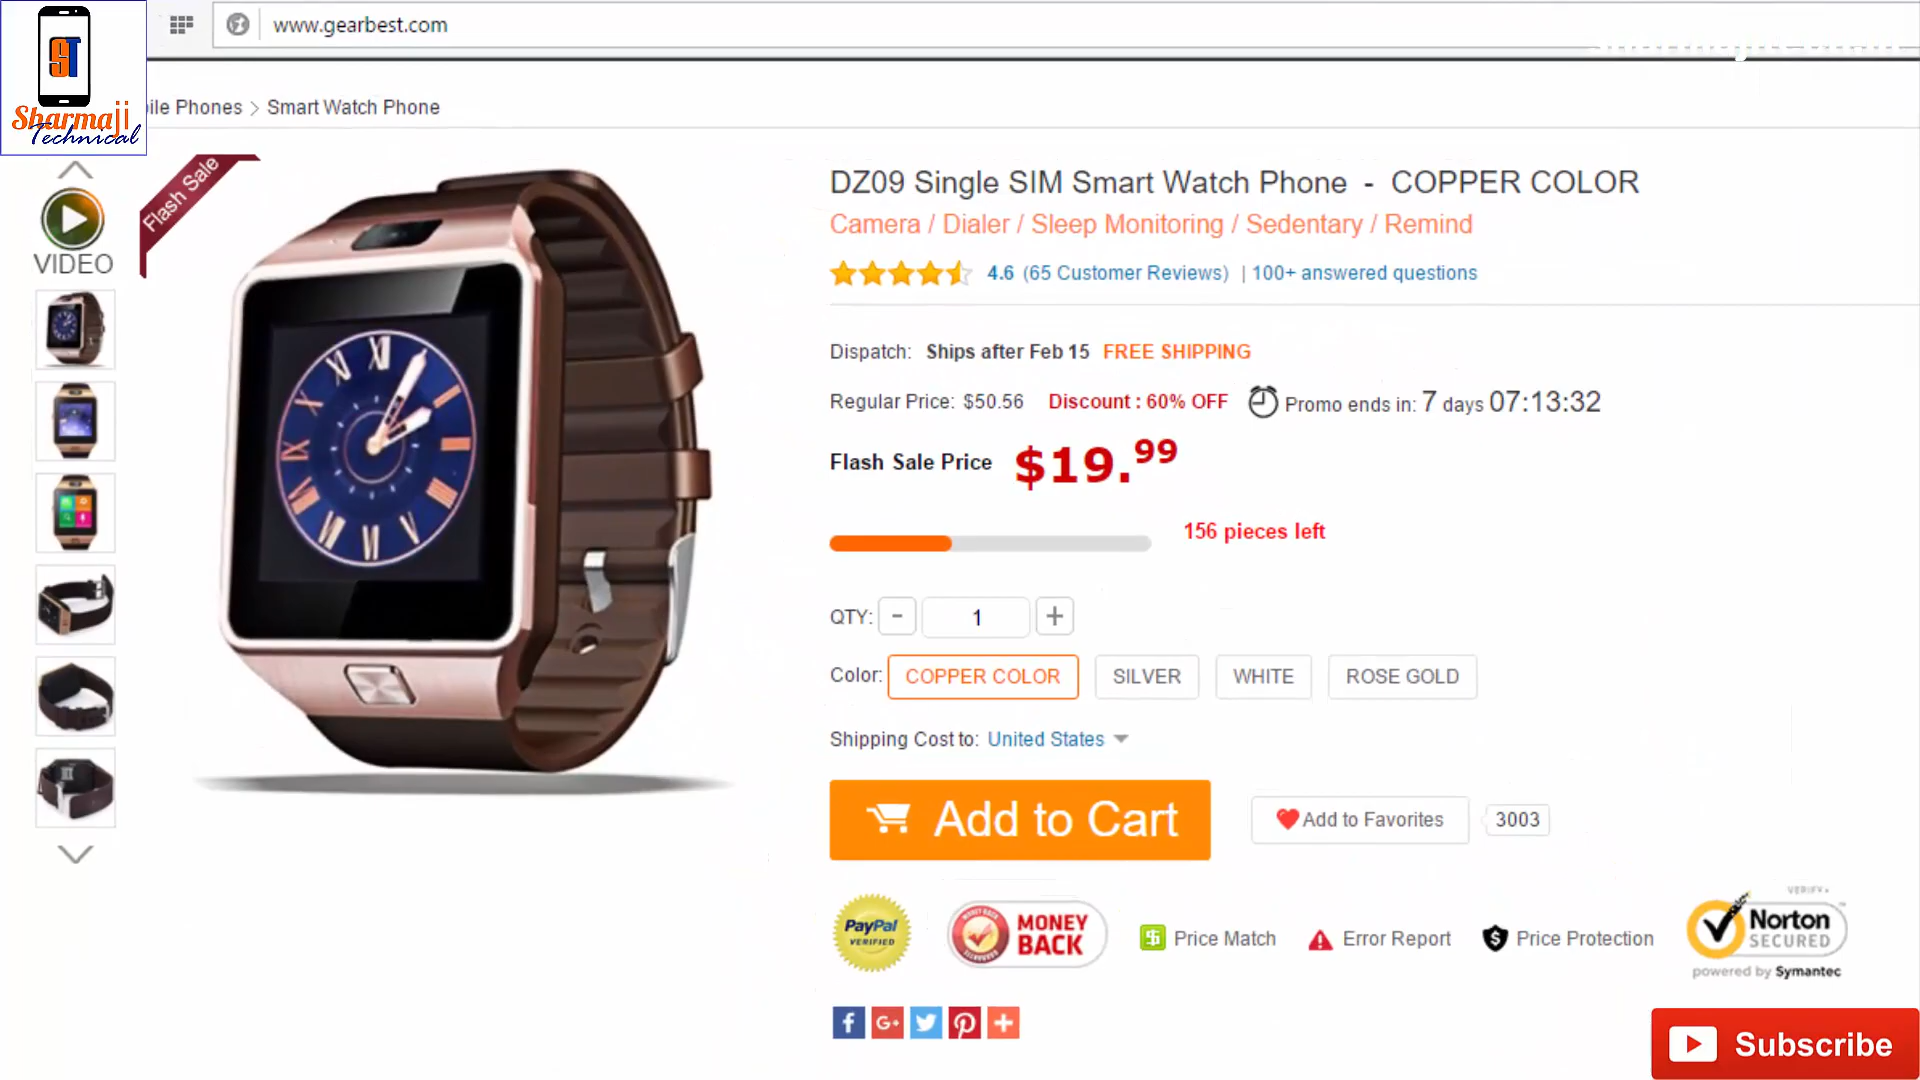 www.gearbest.com
ST
Sharmaji
Technical
ile Phones > Smart Watch Phone
Flash Sale
VIDEO
DZ09 Single SIM Smart Watch Phone - COPPER COLOR
Camera / Dialer / Sleep Monitoring / Sedentary / Remind
4.6 (65 Customer Reviews) | 100+ answered questions
Dispatch: Ships after Feb 15 FREE SHIPPING
Regular Price: $50.56 Discount : 60% OFF Promo ends in: 7 days 07:13:32
Flash Sale Price $19.99
156 pieces left
QTY: - 1 +
Color: COPPER COLOR SILVER WHITE ROSE GOLD
Shipping Cost to: United States
Add to Cart Add to Favorites 3003
PayPal
VERIFIED
MONEY
BACK
Price Match
Error Report
Price Protection
VERIFY
Norton
SECURED
powered by Symantec
f G+
Subscribe